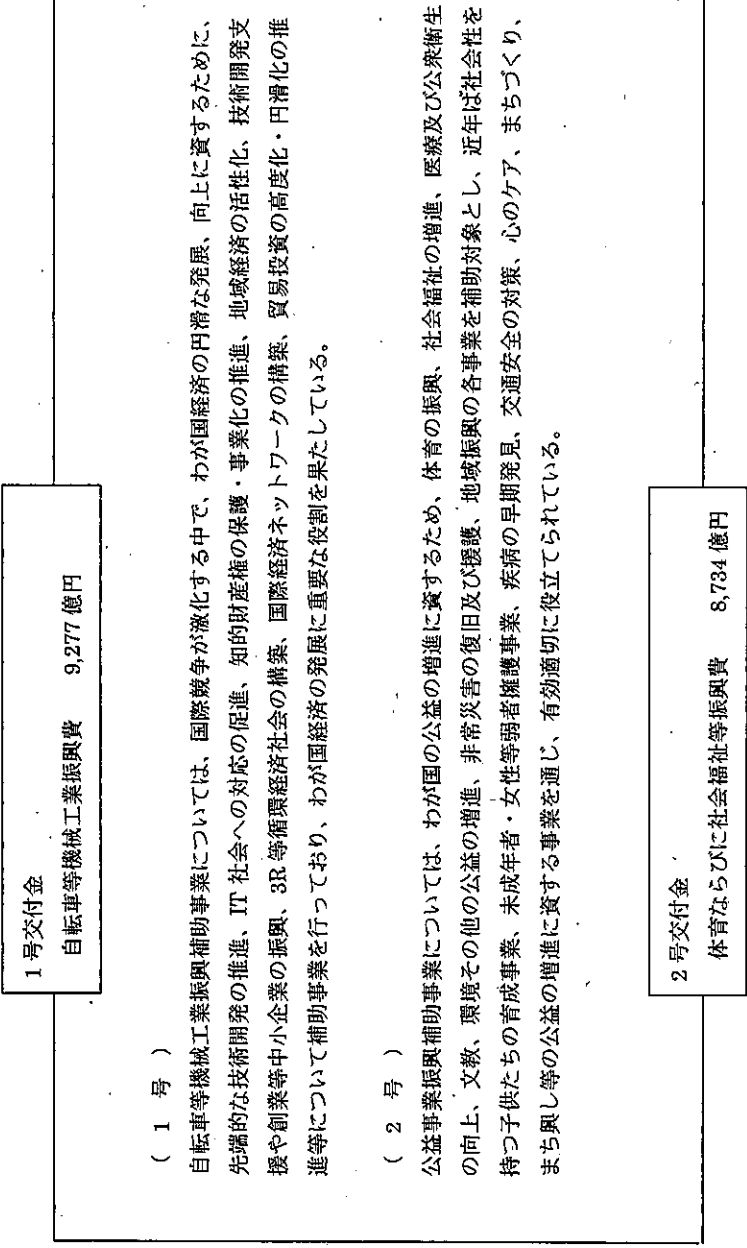 1号交付金
自転車等機械工業振興費 9,277億円
（ 1 号 ）
自転車等機械工業振興補助事業については、国際競争が激化する中で、わが国経済の円滑な発展、向上に資するために、
先端的な技術開発の推進、IT社会への対応の促進、知的財産権の保護・事業化の推進、地域経済の活性化、技術開発支
援や創業等中小企業の振興、3R等循環経済社会の構築、国際経済ネットワークの構築、貿易投資の高度化・円滑化の推
進等について補助事業を行っており、わが国経済の発展に重要な役割を果たしている。
（ 2 号 ）
公益事業振興補助事業については、わが国の公益の増進に資するため、体育の振興、社会福祉の増進、医療及び公衆衛生
の向上、文教、環境その他の公益の増進、非常災害の復旧及び援護、地域振興の各事業を補助対象とし、近年は社会性を
持つ子供たちの育成事業、未成年者・女性等弱者擁護事業、疾病の早期発見、交通安全の対策、心のケア、まちづくり、
まち興し等の公益の増進に資する事業を通じ、有効適切に役立てられている。
2号交付金
体育ならびに社会福祉等振興費 8,734億円